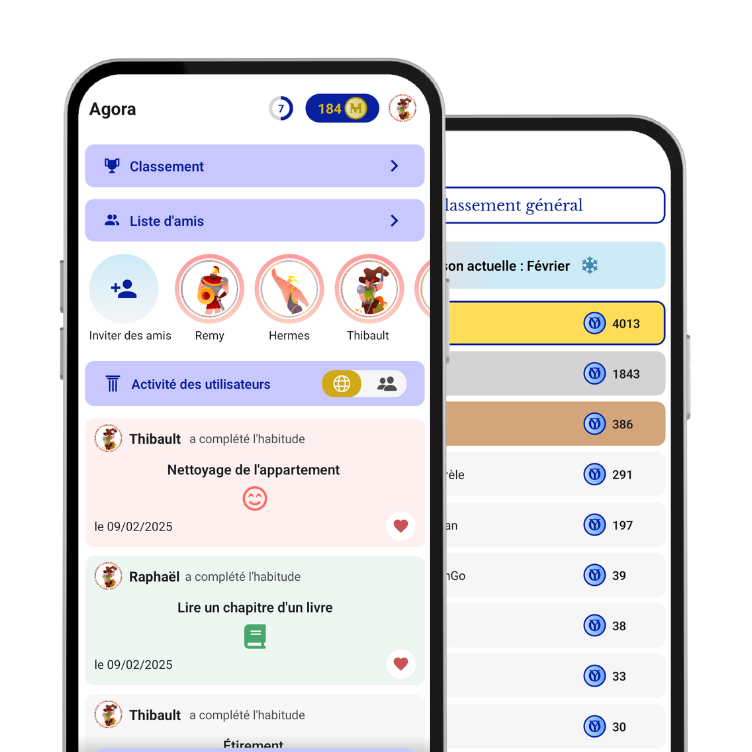 Agora
7
184
Classement
Liste d'amis
Inviter des amis
Remy
Hermes
Thibault
Activité des utilisateurs
Thibault a complété l'habitude
Nettoyage de l'appartement
le 09/02/2025
Raphaël a complété l'habitude
Lire un chapitre d'un livre
le 09/02/2025
Thibault a complété l'habitude
Étirement
lassement général
son actuelle : Février
4013
1843
386
rèle 291
an 197
nGo 39
38
33
30